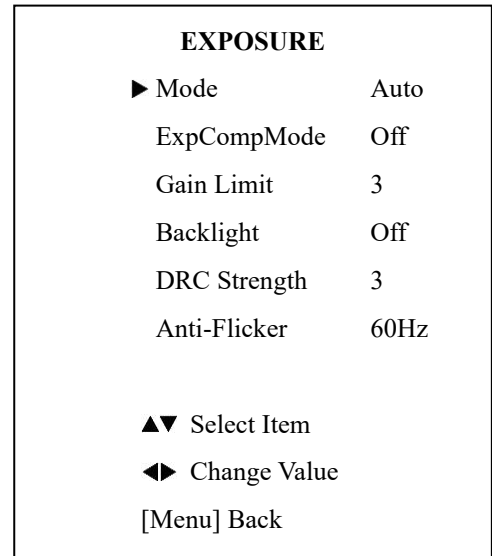 EXPOSURE
▶ Mode Auto
ExpCompMode Off
Gain Limit 3
Backlight Off
DRC Strength 3
Anti-Flicker 60Hz
▲▼ Select Item
◀▶ Change Value
[Menu] Back